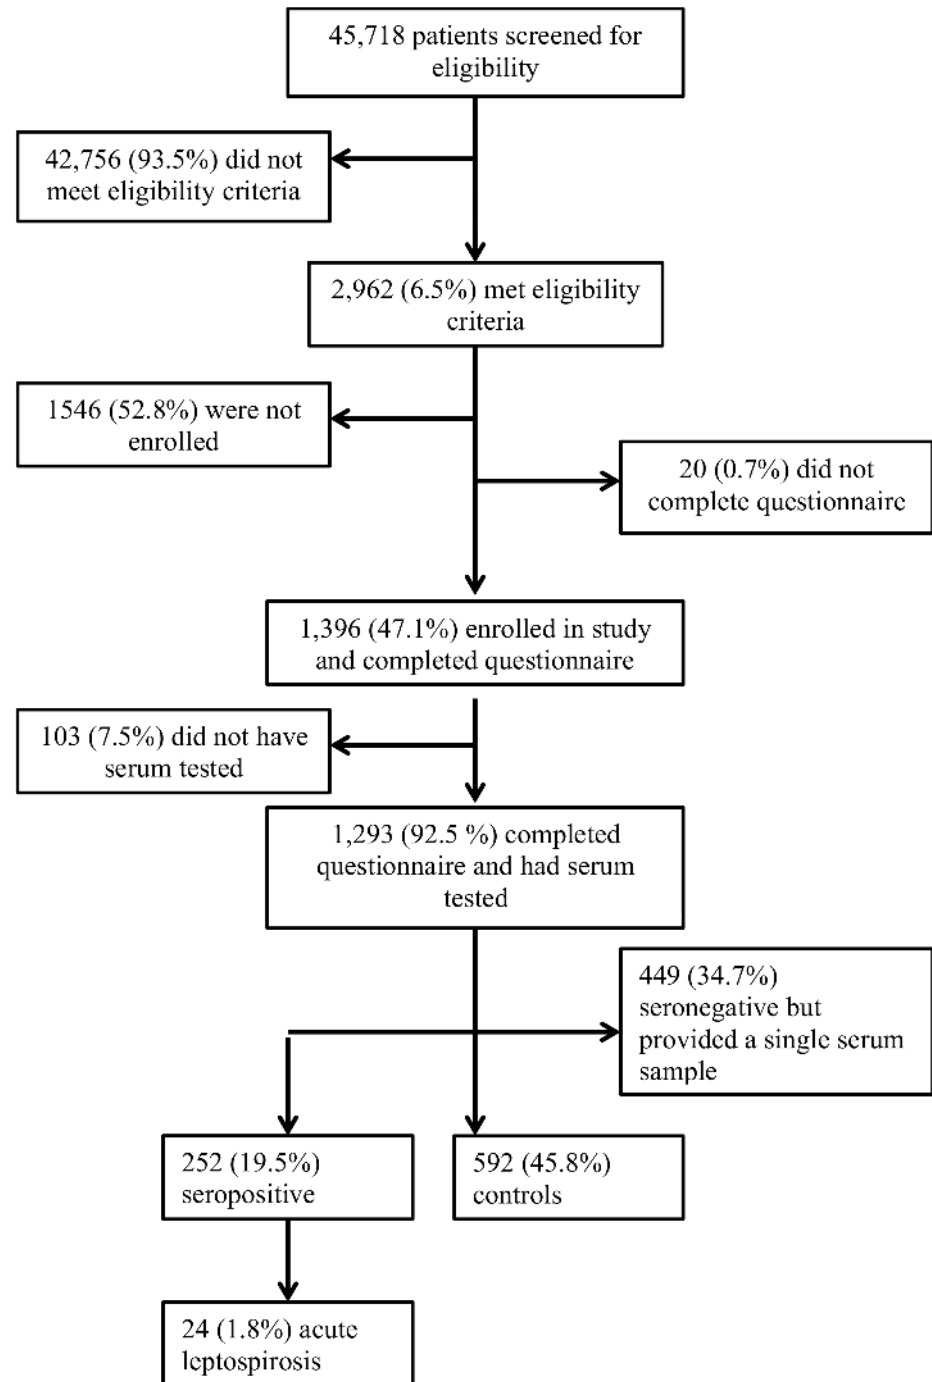 45,718 patients screened for
eligibility
42,756 (93.5%) did not
meet eligibility criteria
2,962 (6.5%) met eligibility
criteria
1546 (52.8%) were not
enrolled
20 (0.7%) did not
complete questionnaire
1,396 (47.1%) enrolled in study
and completed questionnaire
103 (7.5%) did not have
serum tested
1,293 (92.5 %) completed
questionnaire and had serum
tested
449 (34.7%)
seronegative but
provided a single serum
sample
252 (19.5%)
seropositive
592 (45.8%)
controls
24 (1.8%) acute
leptospirosis